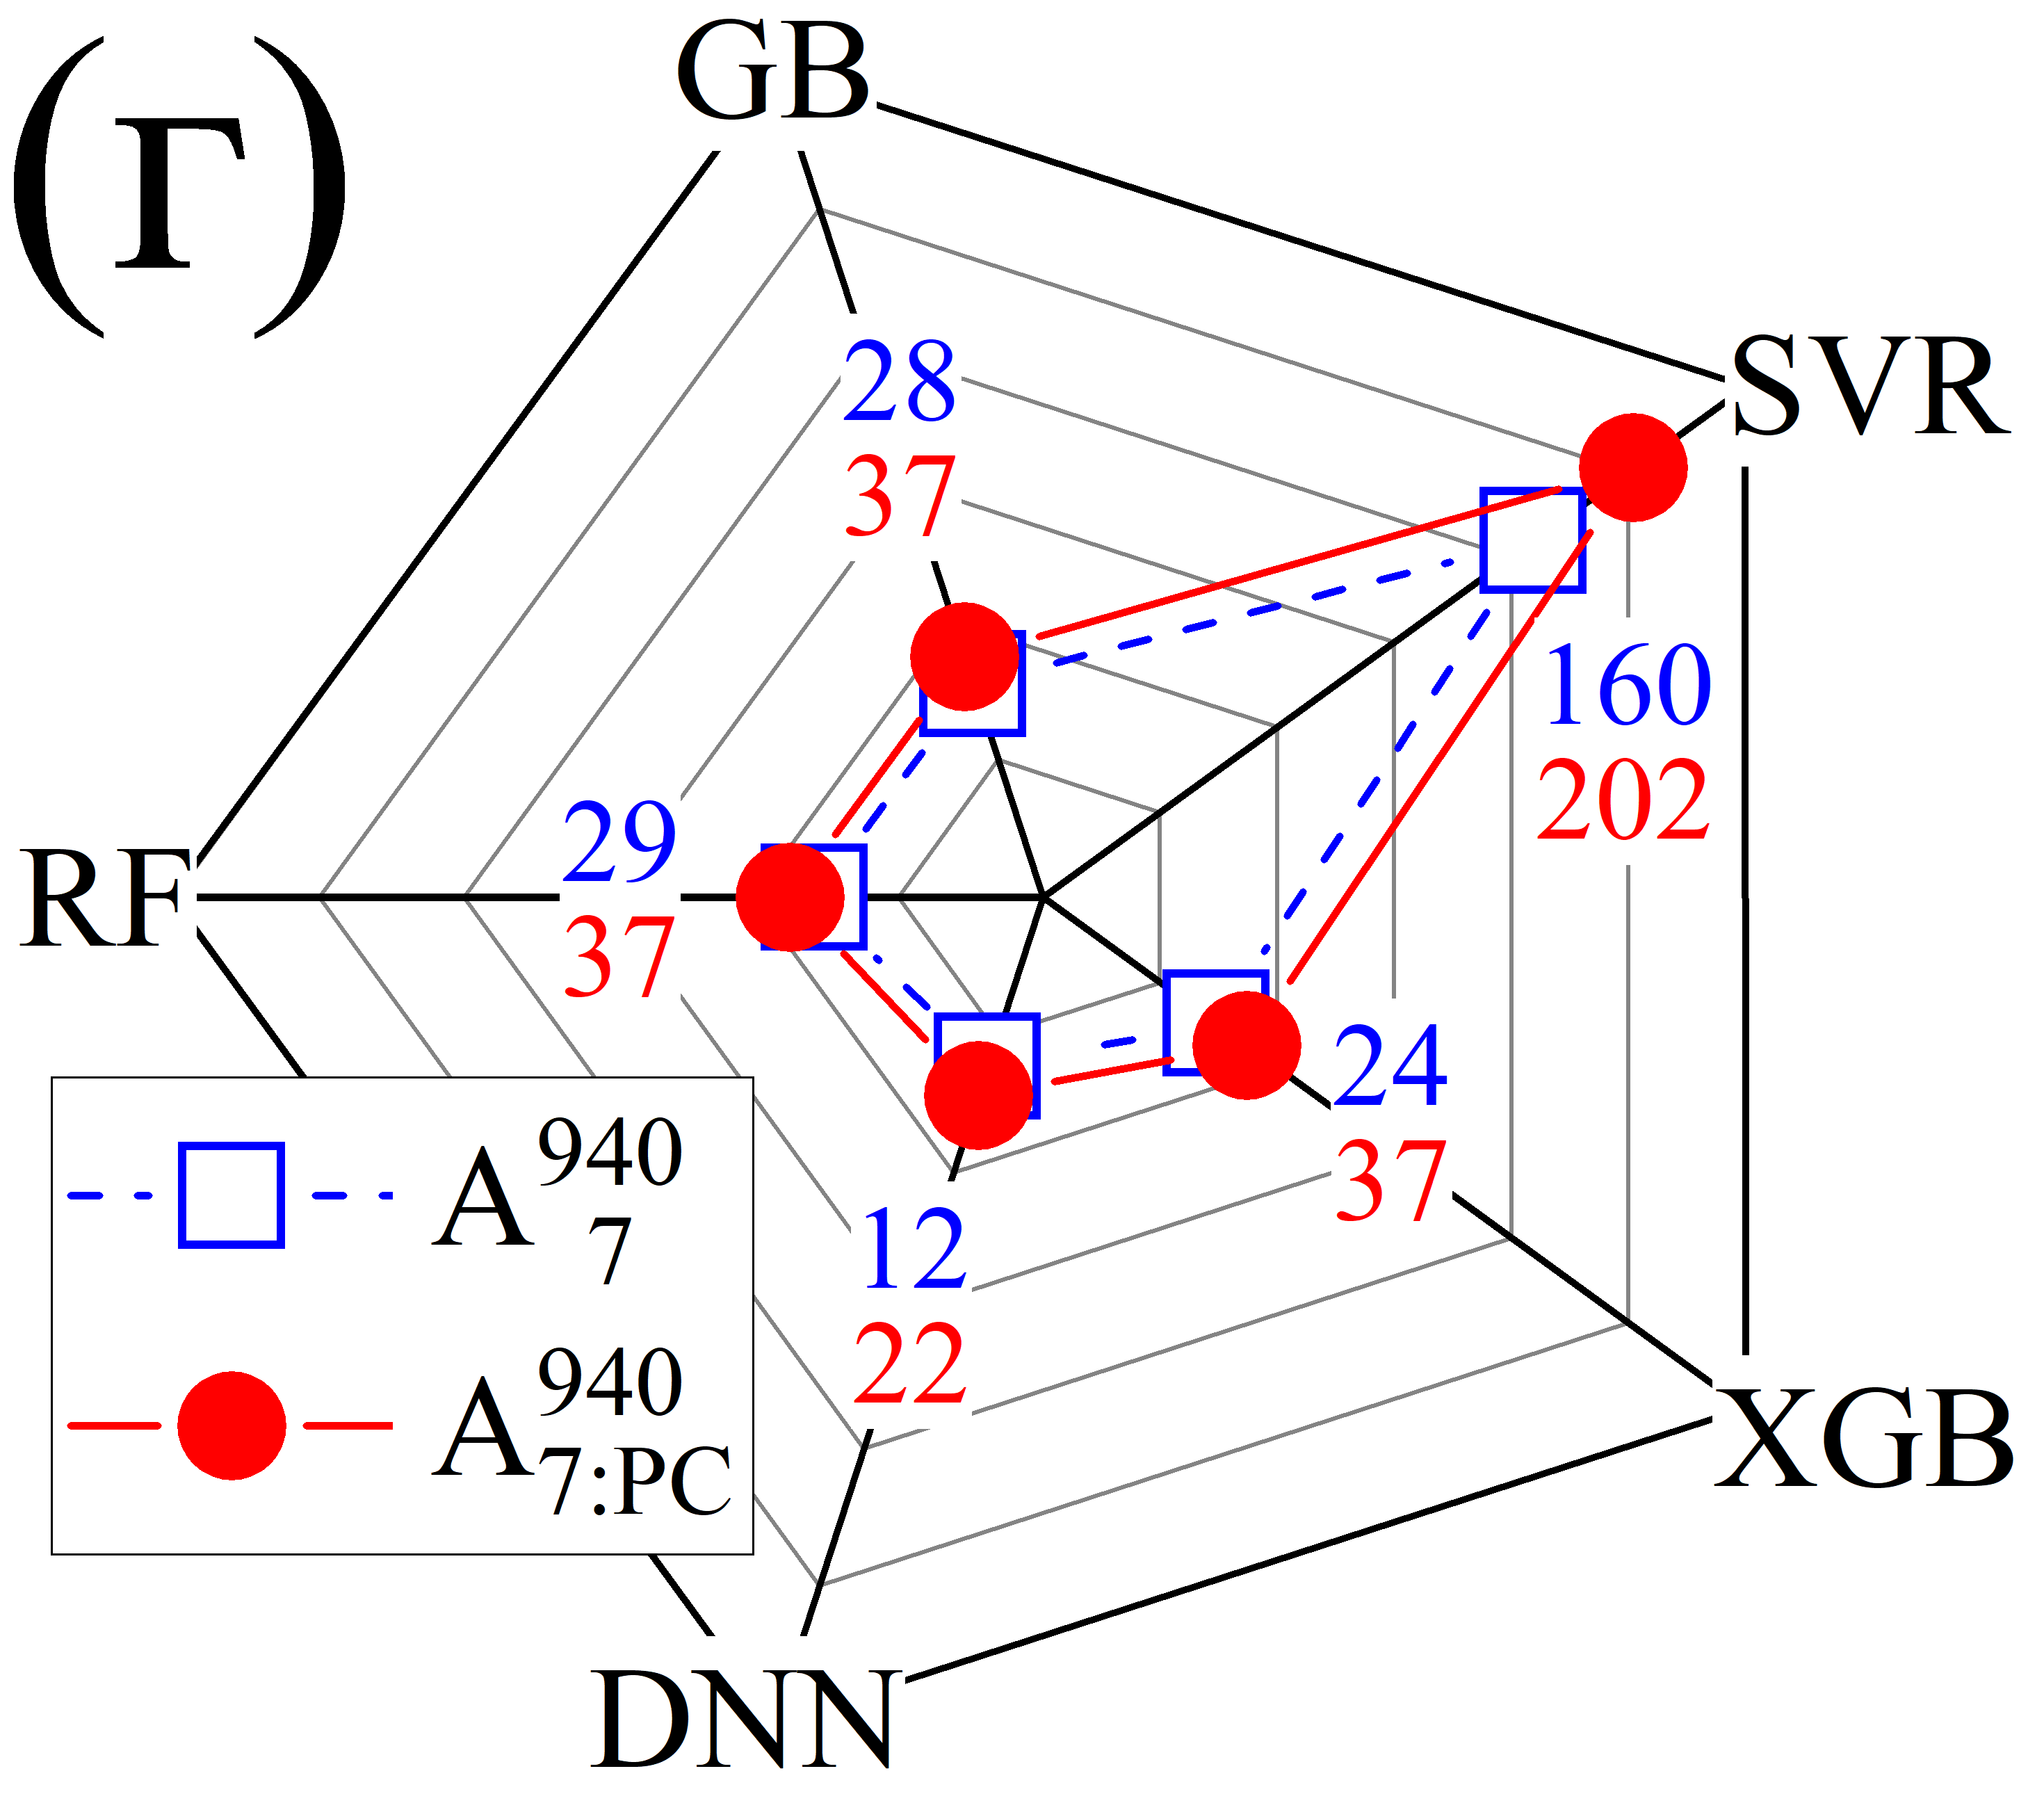 (г)
GB
SVR
28
37
160
202
29
37
RF
24
37
12
22
A 940 7
A 940 7:PC
XGB
DNN